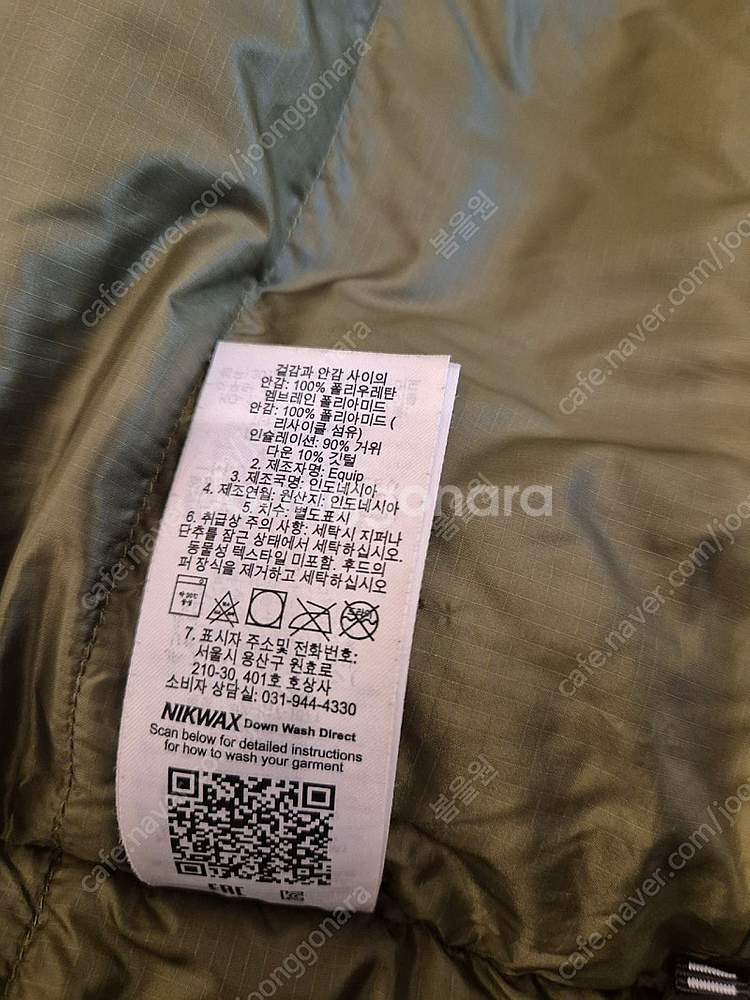 겉감과 안감 사이의
안감: 100% 폴리우레탄
멤브레인 폴리아미드
안감: 100% 폴리아미드 (
리사이클 섬유)
인슐레이션: 90% 거위
다운 10% 깃털
2. 제조자명: Equip
3. 제조국명: 인도네시아
4. 제조연월: 원산지: 인도네시아
5. 치수: 별도표시
6. 취급상 주의 사항: 세탁시 지퍼나
단추를 잠근 상태에서 세탁하십시오.
동물성 텍스타일 미포함. 후드의
퍼 장식을 제거하고 세탁하십시오
7. 표시자 주소및 전화번호:
서울시 용산구 원효로
210-30, 401호 호상사
소비자 상담실: 031-944-4330
NIKWAX Down Wash Direct
Scan below for detailed instructions
for how to wash your garment
EAC
joonggonara
cafe.naver.com/joonggonara
봄을원